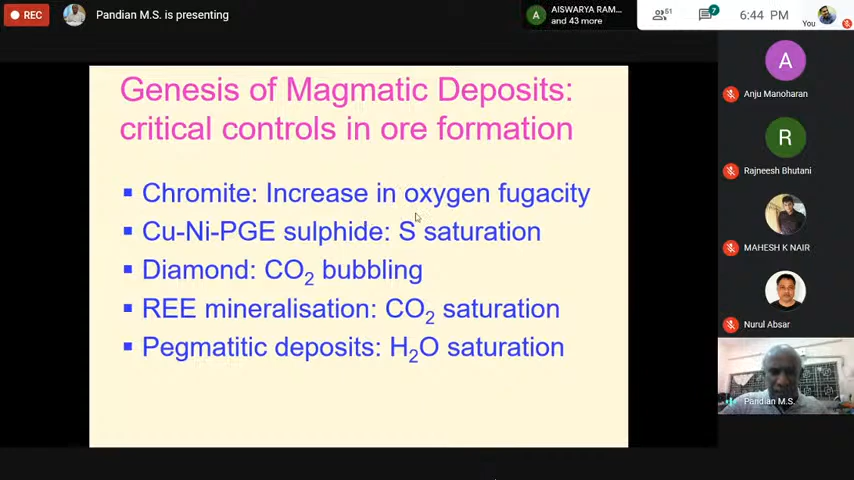 REC
Pandian M.S. is presenting
A
AISWARYA RAM...
and 43 more
51
7
6:44 PM
You
Genesis of Magmatic Deposits:
critical controls in ore formation
▪ Chromite: Increase in oxygen fugacity
▪ Cu-Ni-PGE sulphide: S saturation
▪ Diamond: CO2 bubbling
▪ REE mineralisation: CO2 saturation
▪ Pegmatitic deposits: H2O saturation
A
Anju Manoharan
R
Rajneesh Bhutani
MAHESH K NAIR
Nurul Absar
Pandian M.S.